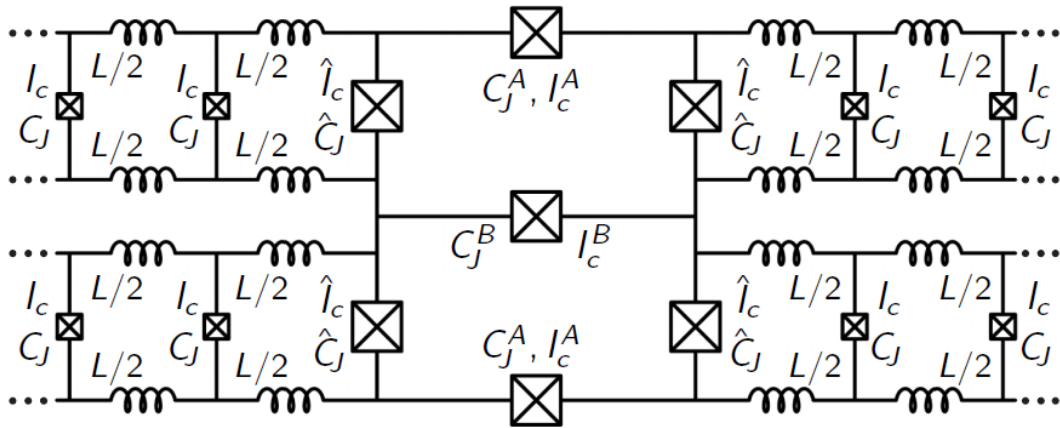 L/2 L/2 L/2 L/2
I_c I_c Î_c C_J^A, I_c^A Î_c I_c I_c
C_J C_J Ĉ_J Ĉ_J C_J C_J
L/2 L/2 L/2 L/2
C_J^B I_c^B
L/2 L/2 L/2 L/2
I_c I_c Î_c Î_c I_c I_c
C_J C_J Ĉ_J C_J^A, I_c^A Ĉ_J C_J C_J
L/2 L/2 L/2 L/2